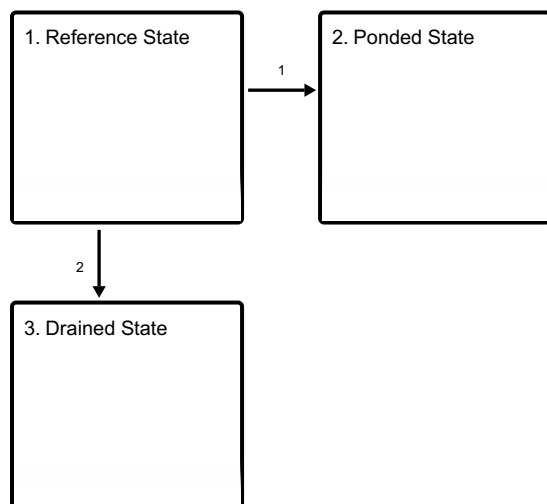 1. Reference State
2. Ponded State
1
2
3. Drained State